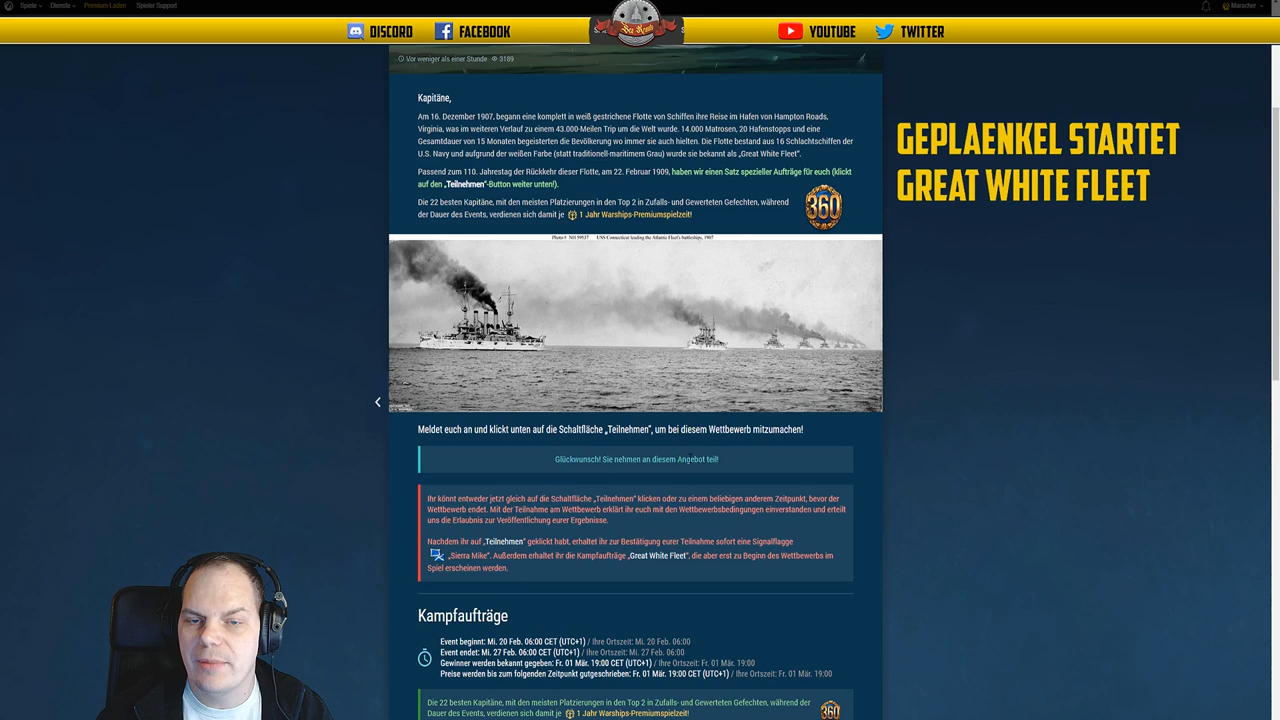 Spiele Dienste Premium-Laden Spieler Support
Maracher
DISCORD FACEBOOK YOUTUBE TWITTER
Vor weniger als einer Stunde 3189
Kapitäne,
Am 16. Dezember 1907, begann eine komplett in weiß gestrichene Flotte von Schiffen ihre Reise im Hafen von Hampton Roads,
Virginia, was im weiteren Verlauf zu einem 43.000-Meilen Trip um die Welt wurde. 14.000 Matrosen, 20 Hafenstopps und eine
Gesamtdauer von 15 Monaten begeisterten die Bevölkerung wo immer sie auch hielten. Die Flotte bestand aus 16 Schlachtschiffen der
U.S. Navy und aufgrund der weißen Farbe (statt traditionell-maritimem Grau) wurde sie bekannt als „Great White Fleet".
Passend zum 110. Jahrestag der Rückkehr dieser Flotte, am 22. Februar 1909, haben wir einen Satz spezieller Aufträge für euch (klickt
auf den „Teilnehmen"-Button weiter unten!).
Die 22 besten Kapitäne, mit den meisten Platzierungen in den Top 2 in Zufalls- und Gewerteten Gefechten, während
der Dauer des Events, verdienen sich damit je 1 Jahr Warships-Premiumspielzeit!
360
GEPLAENKEL STARTET
GREAT WHITE FLEET
Photo # NH 59537 USS Connecticut leading the Atlantic Fleet's battleships, 1907
Meldet euch an und klickt unten auf die Schaltfläche „Teilnehmen", um bei diesem Wettbewerb mitzumachen!
Glückwunsch! Sie nehmen an diesem Angebot teil!
Ihr könnt entweder jetzt gleich auf die Schaltfläche „Teilnehmen" klicken oder zu einem beliebigen anderem Zeitpunkt, bevor der
Wettbewerb endet. Mit der Teilnahme am Wettbewerb erklärt ihr euch mit den Wettbewerbsbedingungen einverstanden und erteilt
uns die Erlaubnis zur Veröffentlichung eurer Ergebnisse.
Nachdem ihr auf „Teilnehmen" geklickt habt, erhaltet ihr zur Bestätigung eurer Teilnahme sofort eine Signalflagge
„Sierra Mike". Außerdem erhaltet ihr die Kampfaufträge „Great White Fleet", die aber erst zu Beginn des Wettbewerbs im
Spiel erscheinen werden.
Kampfaufträge
Event beginnt: Mi. 20 Feb. 06:00 CET (UTC+1) / Ihre Ortszeit: Mi. 20 Feb. 06:00
Event endet: Mi. 27 Feb. 06:00 CET (UTC+1) / Ihre Ortszeit: Mi. 27 Feb. 06:00
Gewinner werden bekannt gegeben: Fr. 01 Mär. 19:00 CET (UTC+1) / Ihre Ortszeit: Fr. 01 Mär. 19:00
Preise werden bis zum folgenden Zeitpunkt gutgeschrieben: Fr. 01 Mär. 19:00 CET (UTC+1) / Ihre Ortszeit: Fr. 01 Mär. 19:00
Die 22 besten Kapitäne, mit den meisten Platzierungen in den Top 2 in Zufalls- und Gewerteten Gefechten, während der
Dauer des Events, verdienen sich damit je 1 Jahr Warships-Premiumspielzeit!
360